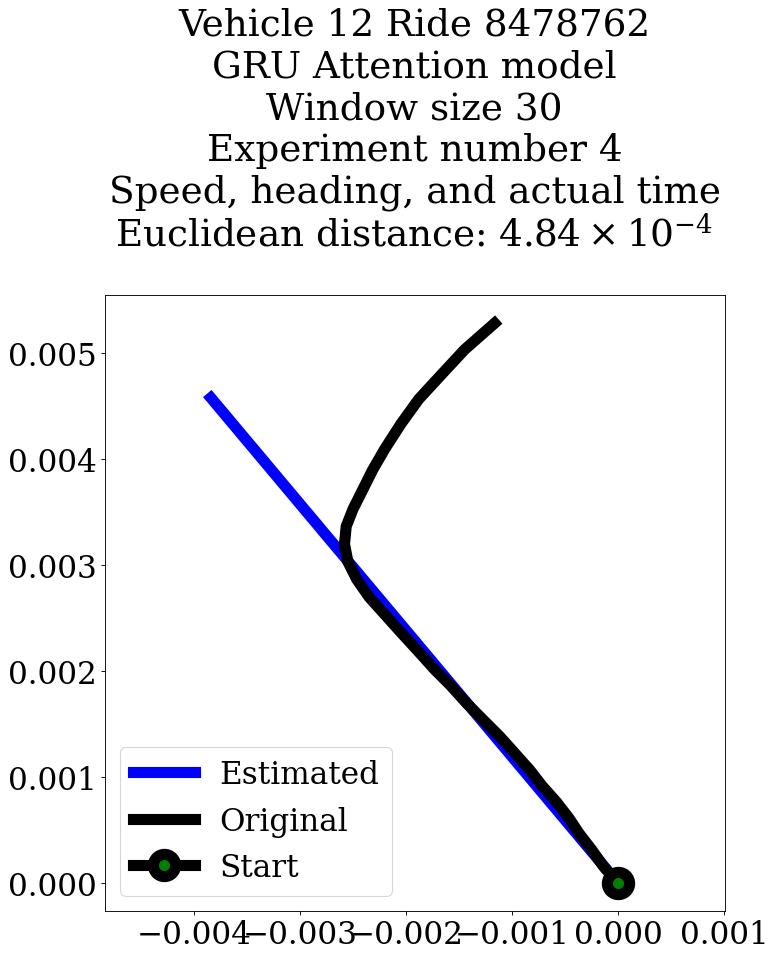 Vehicle 12 Ride 8478762
GRU Attention model
Window size 30
Experiment number 4
Speed, heading, and actual time
Euclidean distance: 4.84 × 10⁻⁴
0.005
0.004
0.003
0.002
0.001
0.000
Estimated
Original
Start
−0.004 −0.003 −0.002 −0.001 0.000 0.001